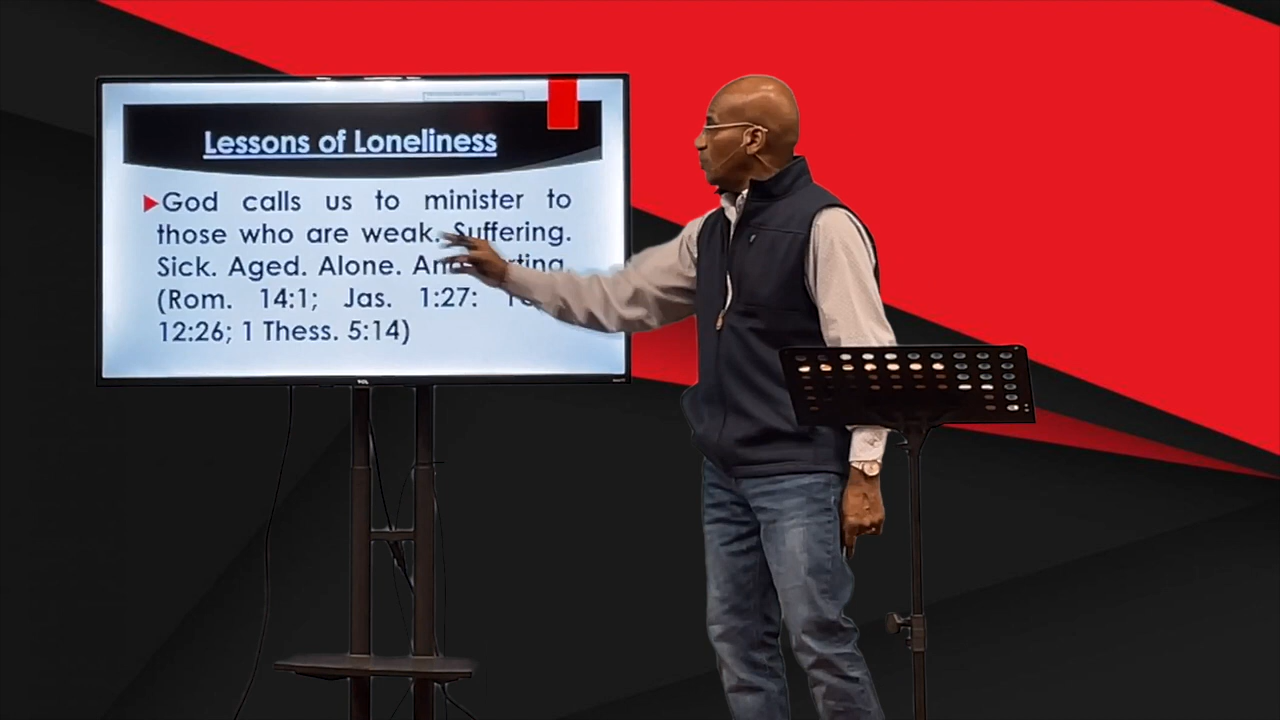 Lessons of Loneliness
God calls us to minister to
those who are weak. Suffering.
Sick. Aged. Alone.
(Rom. 14:1; Jas. 1:27:
12:26; 1 Thess. 5:14)
TCL